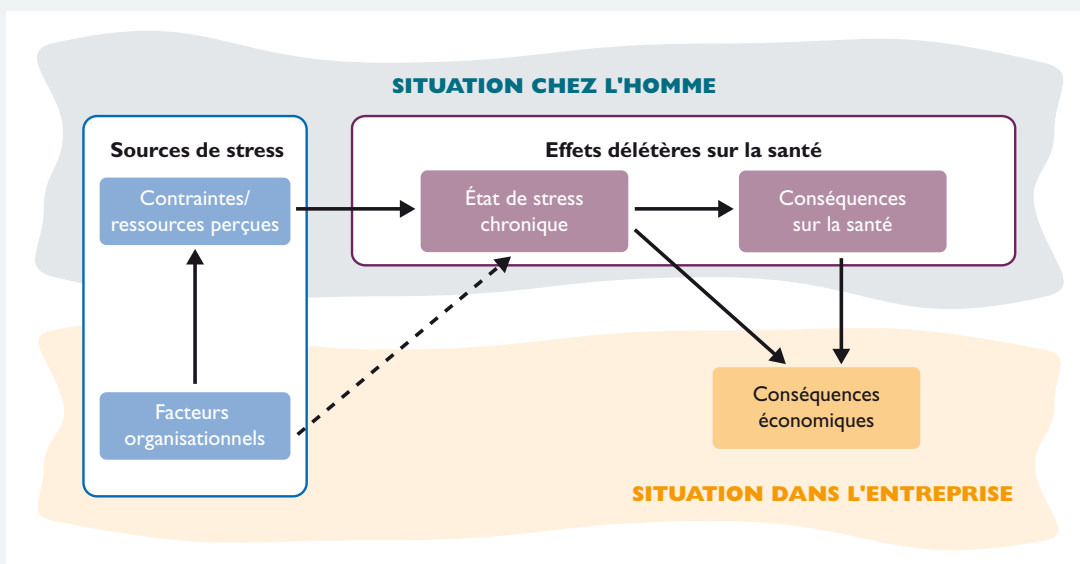 SITUATION CHEZ L'HOMME
Sources de stress
Contraintes/
ressources perçues
Facteurs
organisationnels
Effets délétères sur la santé
État de stress
chronique
Conséquences
sur la santé
Conséquences
économiques
SITUATION DANS L'ENTREPRISE